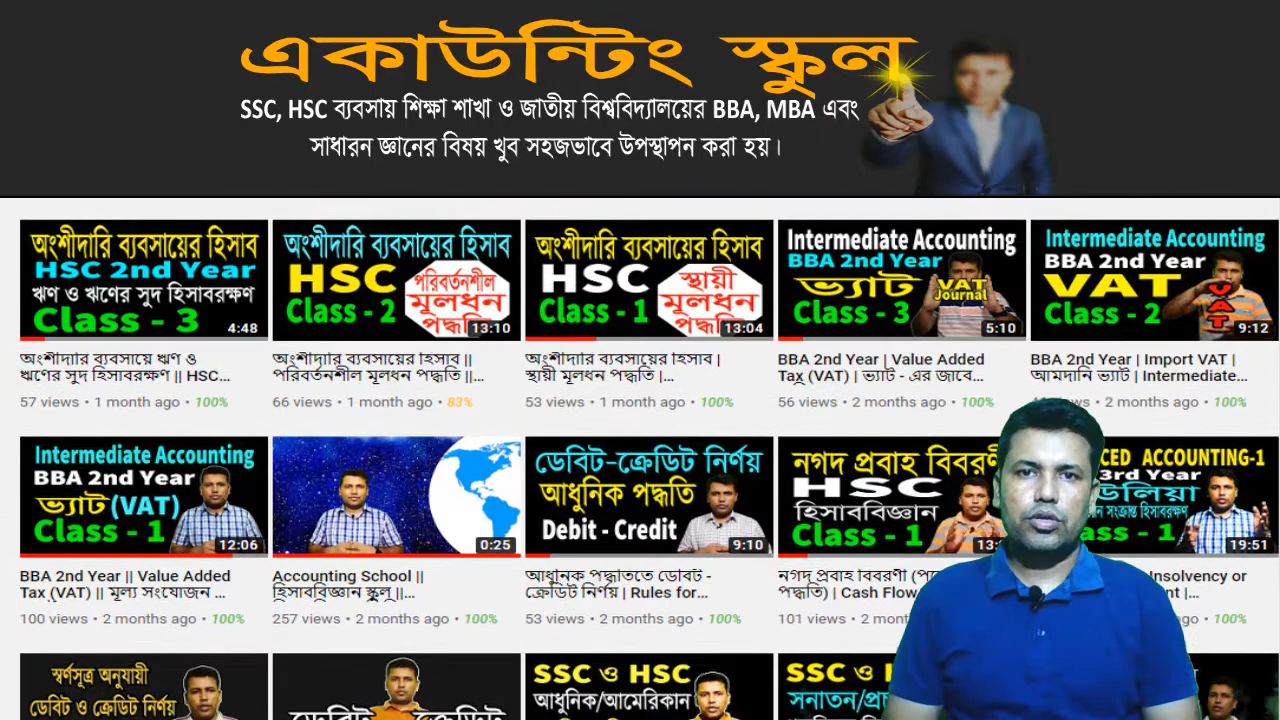 একাউন্টিং স্কুল
SSC, HSC ব্যবসায় শিক্ষা শাখা ও জাতীয় বিশ্ববিদ্যালয়ের BBA, MBA এবং
সাধারন জ্ঞানের বিষয় খুব সহজভাবে উপস্থাপন করা হয়।
অংশীদারি ব্যবসায়ের হিসাব
HSC 2nd Year
ঋণ ও ঋণের সুদ হিসাবরক্ষণ
Class - 3
4:48
অংশীদারি ব্যবসায়ে ঋণ ও
ঋণের সুদ হিসাবরক্ষণ || HSC...
57 views • 1 month ago • 100%
অংশীদারি ব্যবসায়ের হিসাব
HSC
Class - 2
পরিবর্তনশীল
মূলধন
পদ্ধতি
13:10
অংশীদারি ব্যবসায়ের হিসাব ||
পরিবর্তনশীল মূলধন পদ্ধতি ||...
66 views • 1 month ago • 83%
অংশীদারি ব্যবসায়ের হিসাব
HSC
Class - 1
স্থায়ী
মূলধন
পদ্ধতি
13:04
অংশীদারি ব্যবসায়ের হিসাব |
স্থায়ী মূলধন পদ্ধতি |...
53 views • 1 month ago • 100%
Intermediate Accounting
BBA 2nd Year
ভ্যাট
Class - 3
VAT
Journal
5:10
BBA 2nd Year | Value Added
Tax (VAT) | ভ্যাট - এর জাবে...
56 views • 2 months ago • 100%
Intermediate Accounting
BBA 2nd Year
VAT
Class - 2
VAT
9:12
BBA 2nd Year | Import VAT |
আমদানি ভ্যাট | Intermediate...
views • 2 months ago • 100%
Intermediate Accounting
BBA 2nd Year
ভ্যাট (VAT)
Class - 1
12:06
BBA 2nd Year || Value Added
Tax (VAT) || মূল্য সংযোজন ...
100 views • 2 months ago • 100%
0:25
Accounting School ||
হিসাববিজ্ঞান স্কুল ||...
257 views • 2 months ago • 100%
ডেবিট-ক্রেডিট নির্ণয়
আধুনিক পদ্ধতি
Debit - Credit
9:10
আধুনিক পদ্ধতিতে ডেবিট -
ক্রেডিট নির্ণয় | Rules for...
53 views • 2 months ago • 100%
নগদ প্রবাহ বিবরণী
HSC
হিসাববিজ্ঞান
Class - 1
13:
নগদ প্রবাহ বিবরণী
পদ্ধতি) | Cash Flow
101 views • 2 mont
CED ACCOUNTING-1
3rd Year
উলিয়া
ন সংক্রান্ত হিসাবরক্ষণ
ass - 1
19:51
Insolvency or
nt |...
ago • 100%
স্বর্ণসূত্র অনুযায়ী
ডেবিট ও ক্রেডিট নির্ণয়
ডেবিট ক্রেডিট
SSC ও HSC
আধুনিক/আমেরিকান
SSC ও H
সনাতন/প্রা